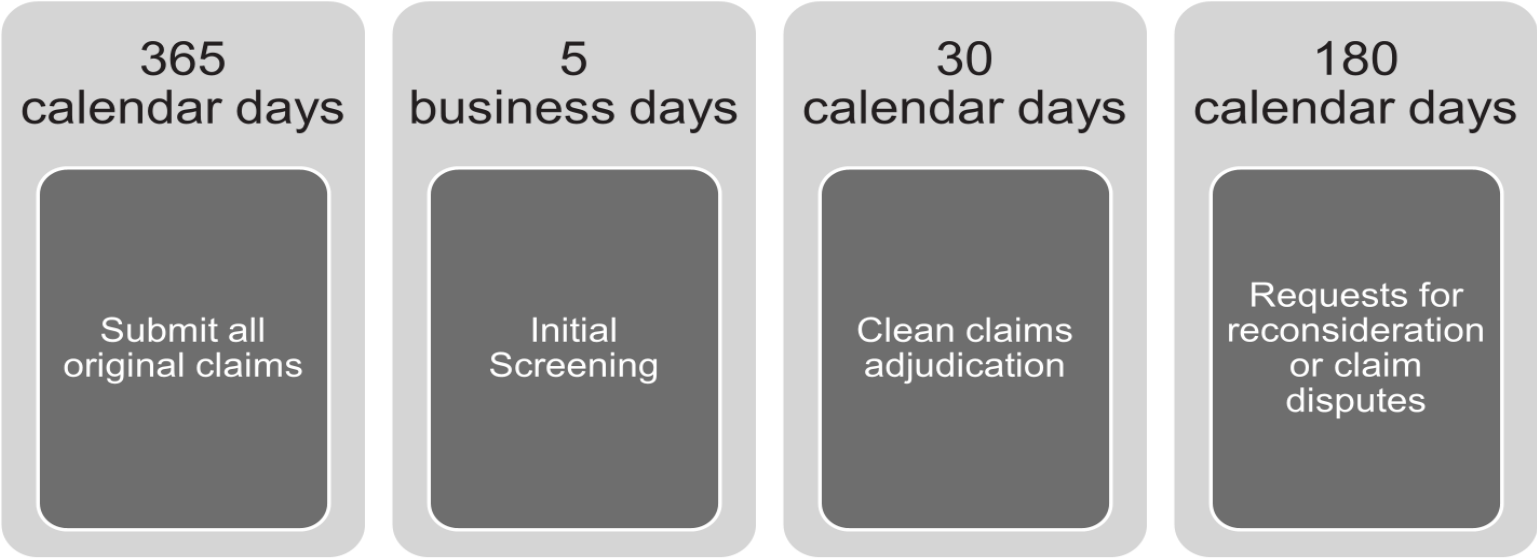 365
calendar days
Submit all
original claims
5
business days
Initial
Screening
30
calendar days
Clean claims
adjudication
180
calendar days
Requests for
reconsideration
or claim
disputes